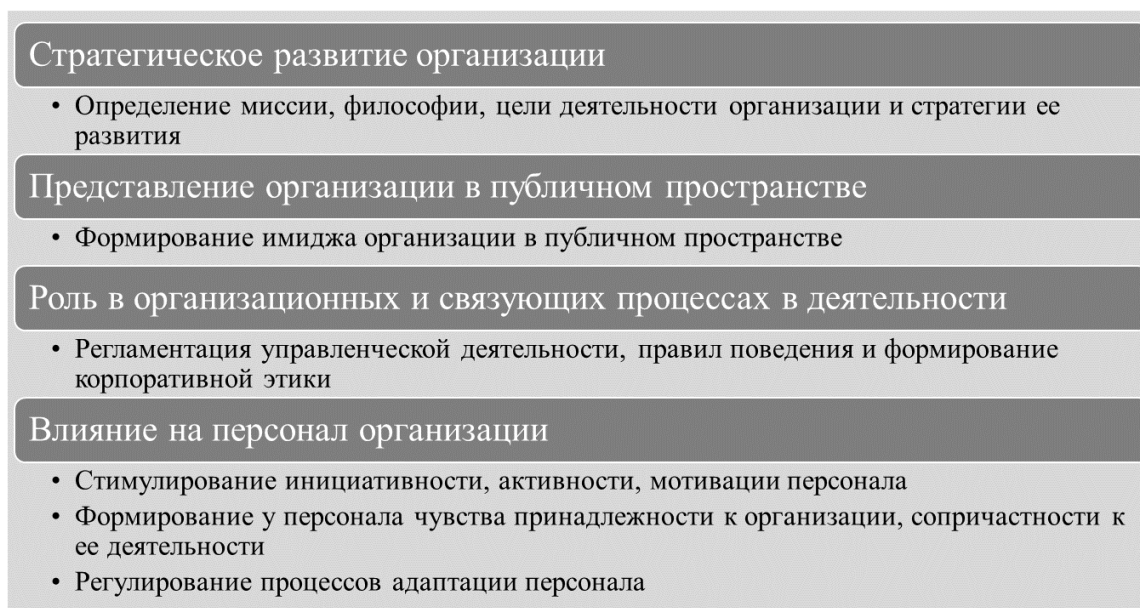 Стратегическое развитие организации
• Определение миссии, философии, цели деятельности организации и стратегии ее
развития
Представление организации в публичном пространстве
• Формирование имиджа организации в публичном пространстве
Роль в организационных и связующих процессах в деятельности
• Регламентация управленческой деятельности, правил поведения и формирование
корпоративной этики
Влияние на персонал организации
• Стимулирование инициативности, активности, мотивации персонала
• Формирование у персонала чувства принадлежности к организации, сопричастности к
ее деятельности
• Регулирование процессов адаптации персонала